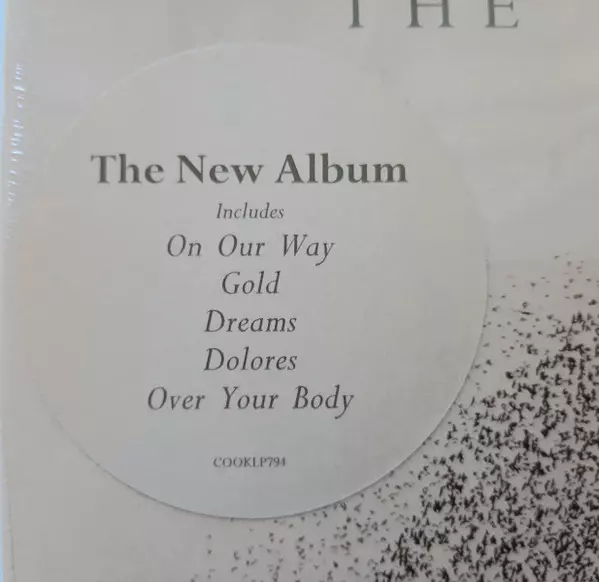 THE
The New Album
Includes
On Our Way
Gold
Dreams
Dolores
Over Your Body
COOKLP794